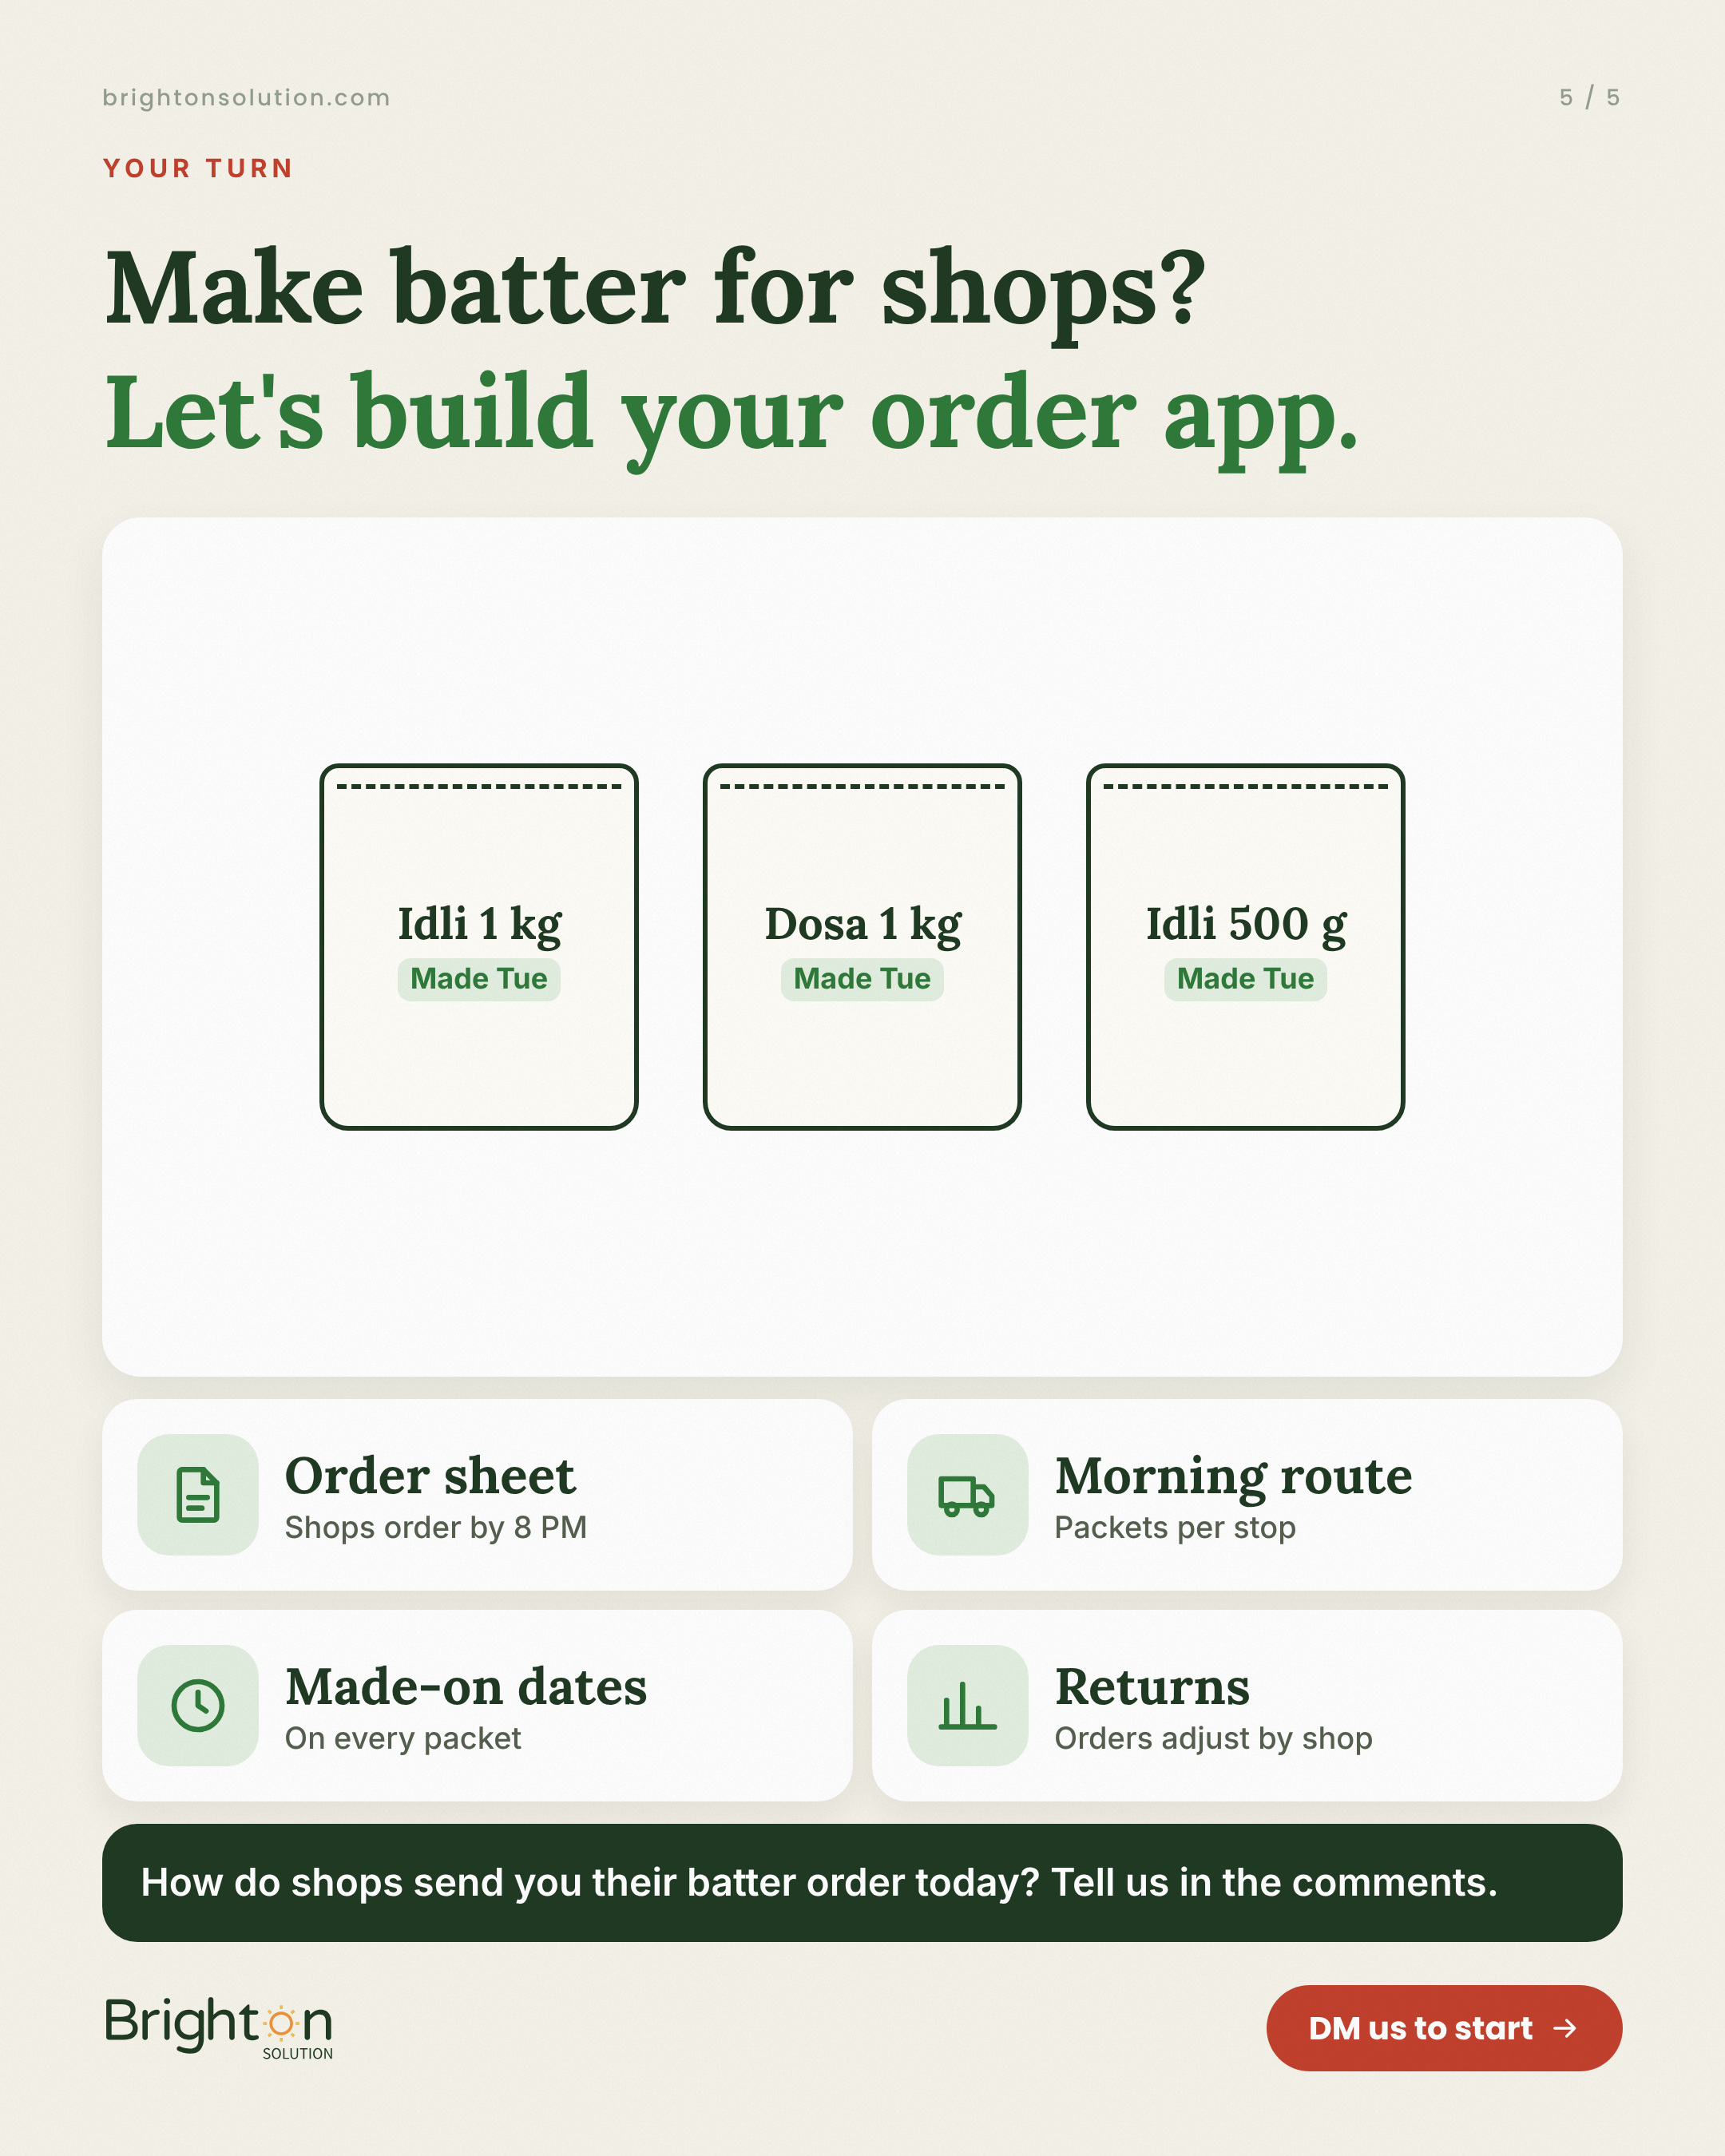 brightonsolution.com
5 / 5
YOUR TURN
Make batter for shops?
Let's build your order app.
Idli 1 kg
Made Tue
Dosa 1 kg
Made Tue
Idli 500 g
Made Tue
Order sheet
Shops order by 8 PM
Morning route
Packets per stop
Made-on dates
On every packet
Returns
Orders adjust by shop
How do shops send you their batter order today? Tell us in the comments.
Brighton
SOLUTION
DM us to start →